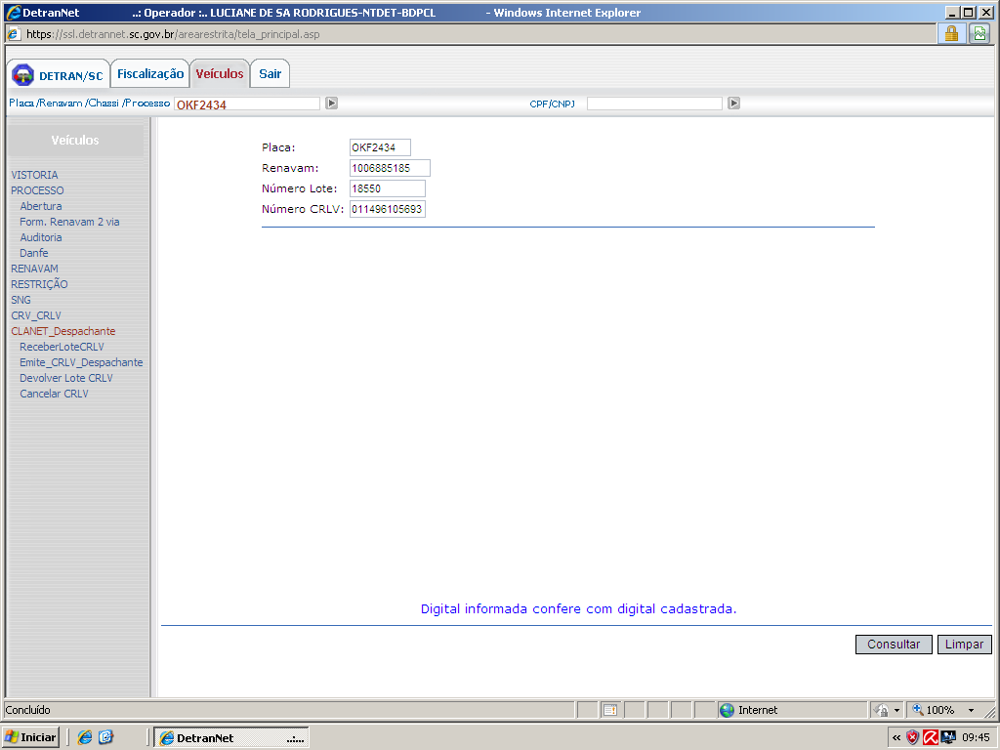 DetranNet ..: Operador :.. LUCIANE DE SA RODRIGUES-NTDET-BDPCL - Windows Internet Explorer
https://ssl.detrannet.sc.gov.br/arearestrita/tela_principal.asp
DETRAN/SC Fiscalização Veículos Sair
Placa /Renavam /Chassi /Processo OKF2434 CPF/CNPJ
Veículos
VISTORIA
PROCESSO
Abertura
Form. Renavam 2 via
Auditoria
Danfe
RENAVAM
RESTRIÇÃO
SNG
CRV_CRLV
CLANET_Despachante
ReceberLoteCRLV
Emite_CRLV_Despachante
Devolver Lote CRLV
Cancelar CRLV
Placa: OKF2434
Renavam: 1006885185
Número Lote: 18550
Número CRLV: 011496105693
Digital informada confere com digital cadastrada.
Consultar Limpar
Concluído Internet 100%
Iniciar DetranNet ..:... « 09:45